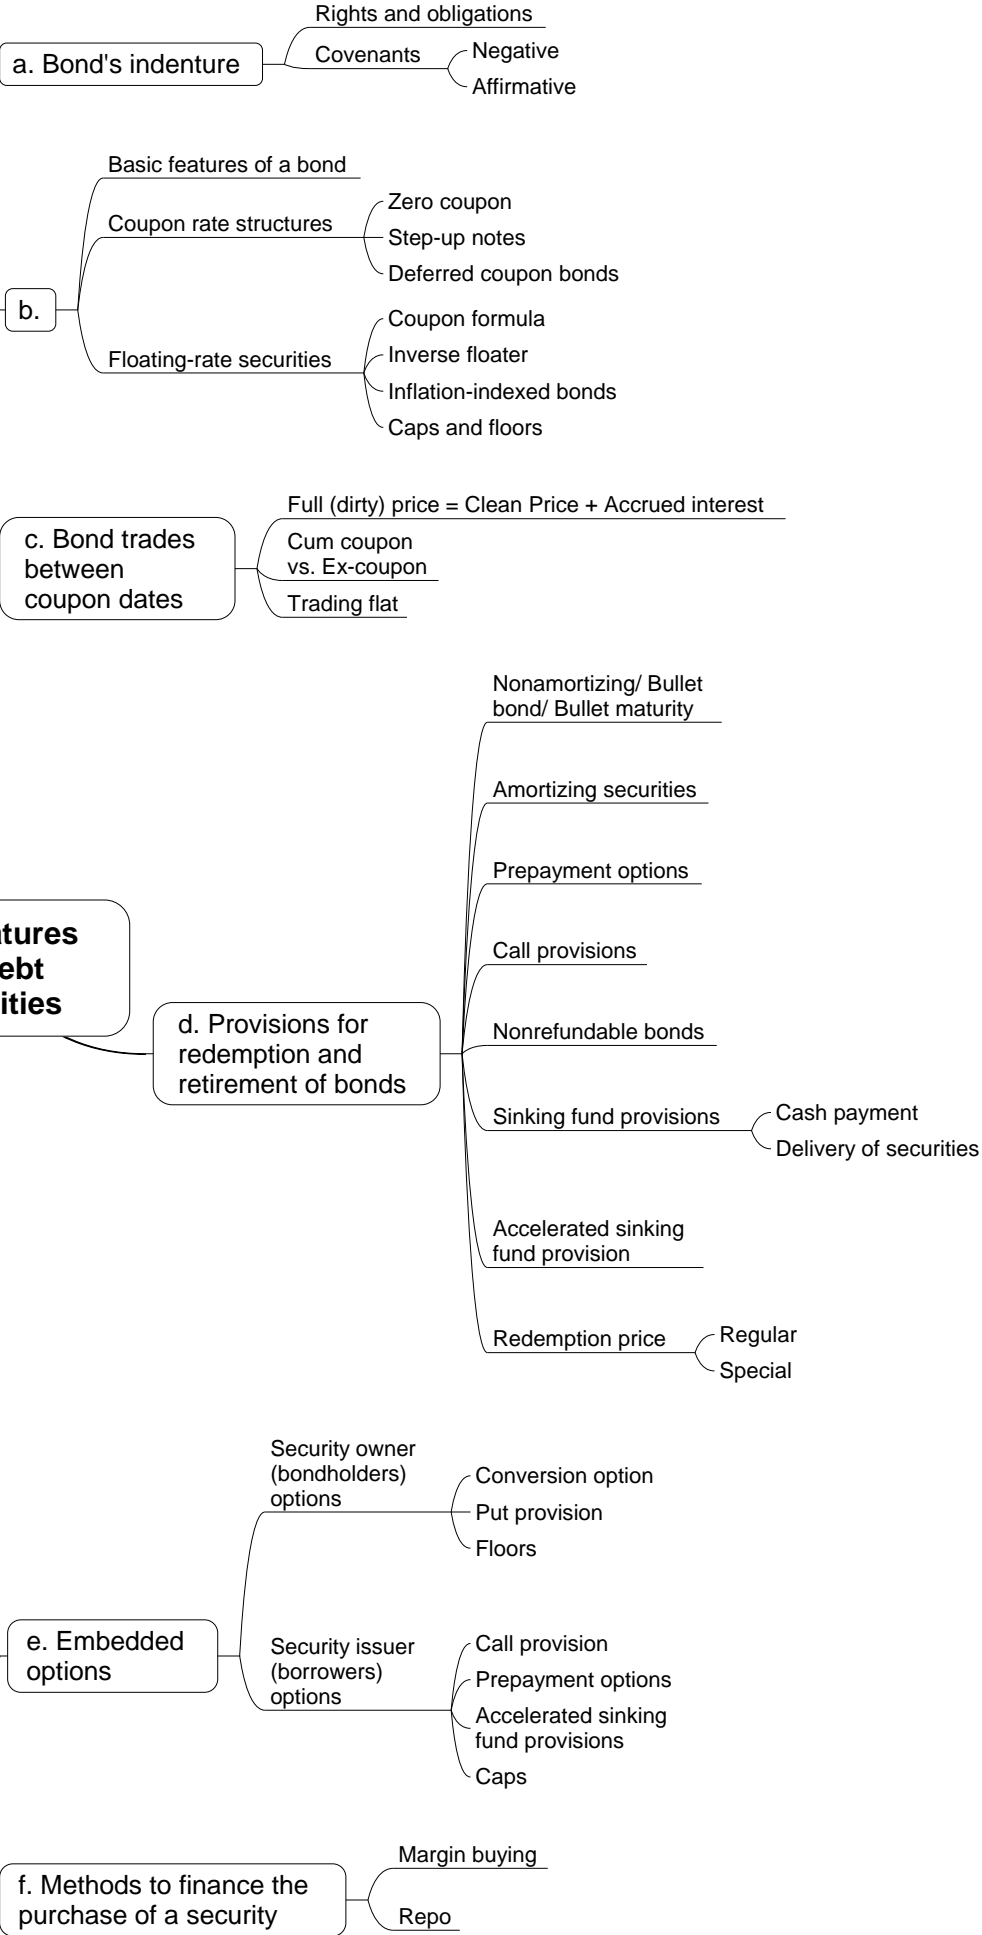 Rights and obligations
a. Bond's indenture
Covenants
Negative
Affirmative
Basic features of a bond
b.
Coupon rate structures
Zero coupon
Step-up notes
Deferred coupon bonds
Floating-rate securities
Coupon formula
Inverse floater
Inflation-indexed bonds
Caps and floors
c. Bond trades
between
coupon dates
Full (dirty) price = Clean Price + Accrued interest
Cum coupon
vs. Ex-coupon
Trading flat
atures
ebt
ities
d. Provisions for
redemption and
retirement of bonds
Nonamortizing/ Bullet
bond/ Bullet maturity
Amortizing securities
Prepayment options
Call provisions
Nonrefundable bonds
Sinking fund provisions
Cash payment
Delivery of securities
Accelerated sinking
fund provision
Redemption price
Regular
Special
e. Embedded
options
Security owner
(bondholders)
options
Conversion option
Put provision
Floors
Security issuer
(borrowers)
options
Call provision
Prepayment options
Accelerated sinking
fund provisions
Caps
f. Methods to finance the
purchase of a security
Margin buying
Repo